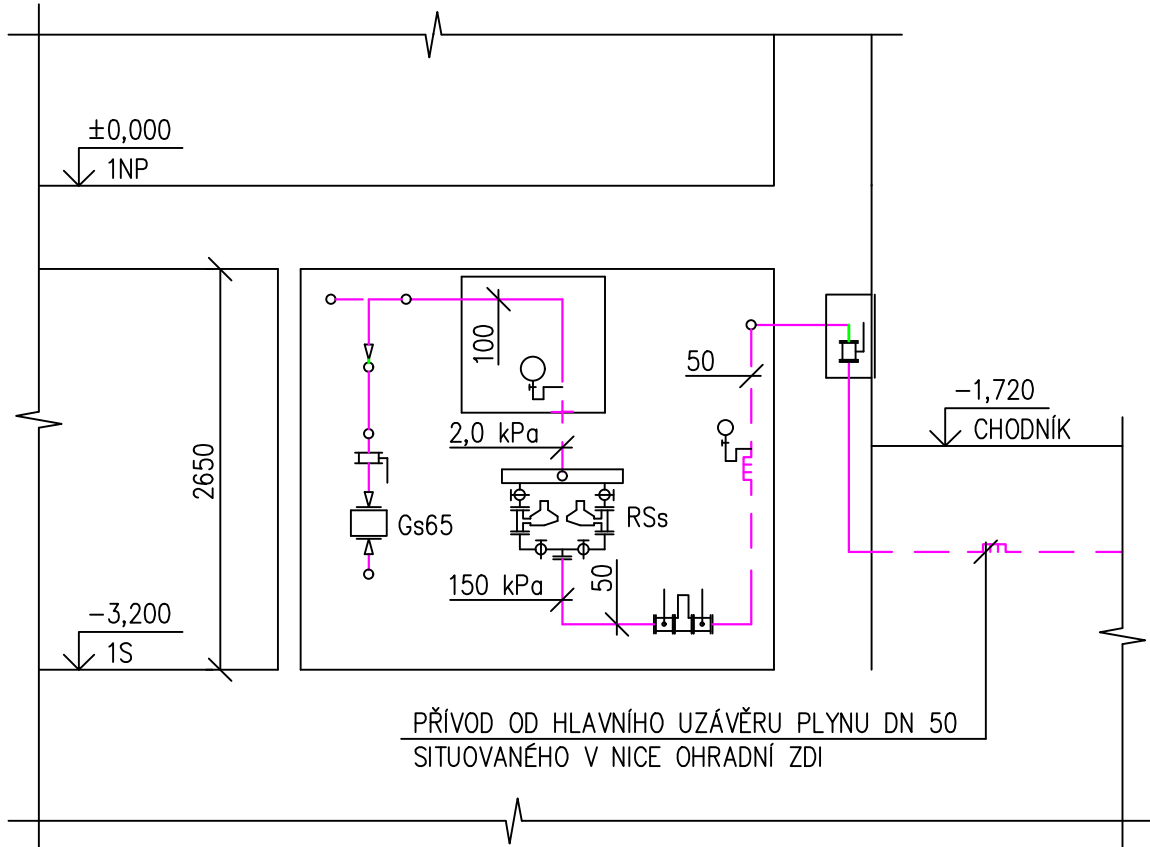 ±0,000
1NP
2650
100
50
−1,720
CHODNÍK
2,0 kPa
Gs65
RSs
150 kPa
50
−3,200
1S
PŘÍVOD OD HLAVNÍHO UZÁVĚRU PLYNU DN 50
SITUOVANÉHO V NICE OHRADNÍ ZDI